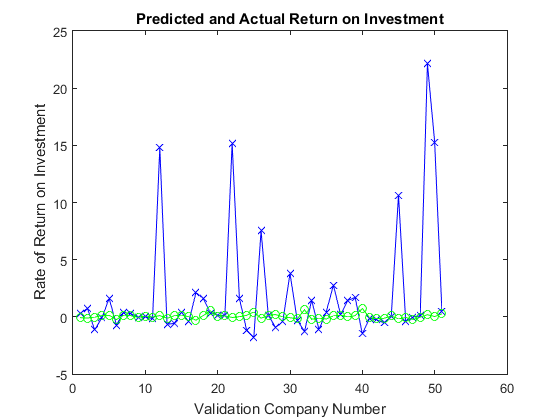 Predicted and Actual Return on Investment
25
20
15
10
5
0
-5
Rate of Return on Investment
0 10 20 30 40 50 60
Validation Company Number